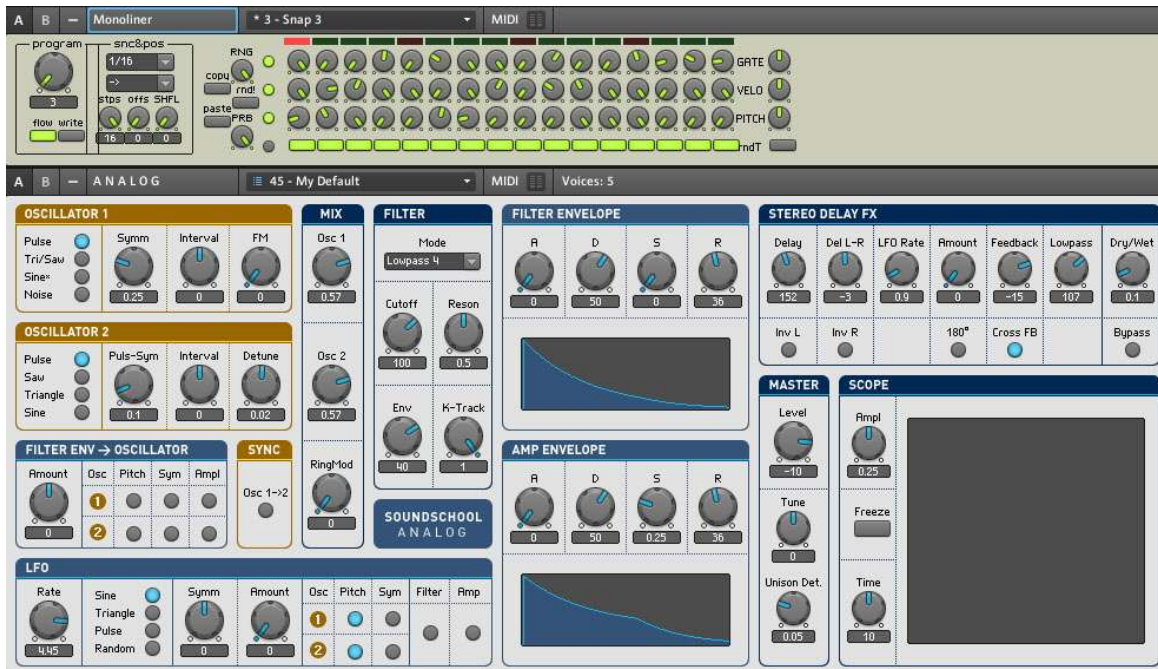 A B – Monoliner * 3 - Snap 3 MIDI
program snc&pos
1/16
->
stps offs SHFL
3
flow write
16 0 0
RNG
copy
rnd!
paste
PRB
GATE
VELO
PITCH
rndT
A B – ANALOG 45 - My Default MIDI Voices: 5
OSCILLATOR 1
Pulse
Tri/Saw
Sine*
Noise
Symm Interval FM
0.25 0 0
OSCILLATOR 2
Pulse
Saw
Triangle
Sine
Puls-Sym Interval Detune
0.1 0 0.02
FILTER ENV → OSCILLATOR
Amount Osc Pitch Sym Ampl
1
2
0
SYNC
Osc 1->2
MIX
Osc 1
0.57
Osc 2
0.57
RingMod
0
FILTER
Mode
Lowpass 4
Cutoff Reson
100 0.5
Env K-Track
40 1
SOUNDSCHOOL
ANALOG
LFO
Rate
4.45
Sine
Triangle
Pulse
Random
Symm Amount
0 0
Osc Pitch Sym Filter Amp
1
2
FILTER ENVELOPE
A D S R
0 50 0 36
AMP ENVELOPE
A D S R
0 50 0.25 36
STEREO DELAY FX
Delay Del L-R LFO Rate Amount Feedback Lowpass Dry/Wet
152 -3 0.9 0 -15 107 0.1
Inv L Inv R 180° Cross FB Bypass
MASTER
Level
-10
Tune
0
Unison Det.
0.05
SCOPE
Ampl
0.25
Freeze
Time
10